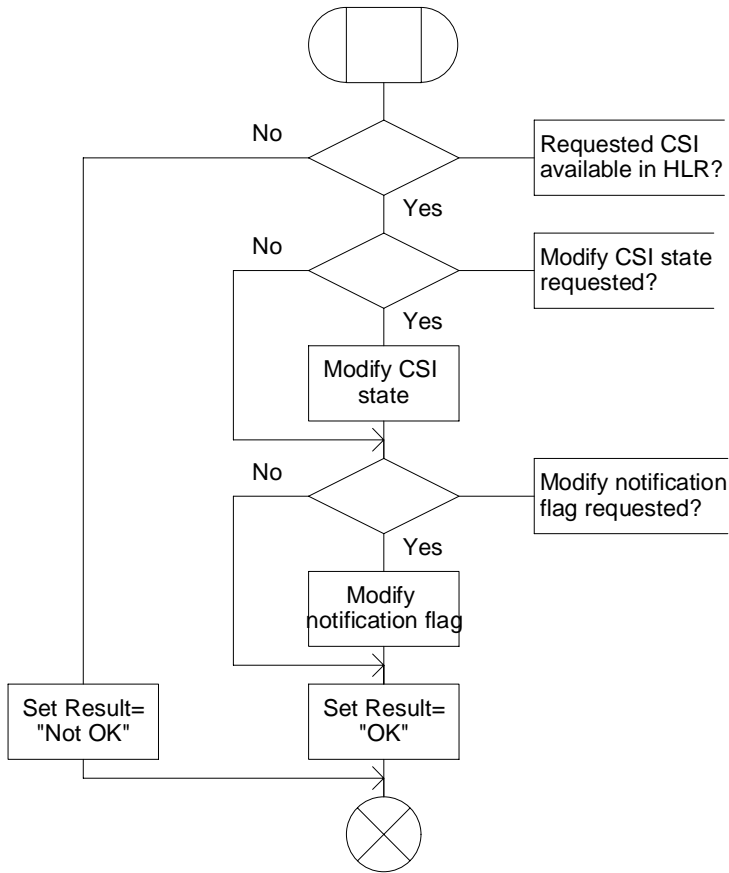 No
Requested CSI
available in HLR?
Yes
No
Modify CSI state
requested?
Yes
Modify CSI
state
No
Modify notification
flag requested?
Yes
Modify
notification flag
Set Result=
"Not OK"
Set Result=
"OK"